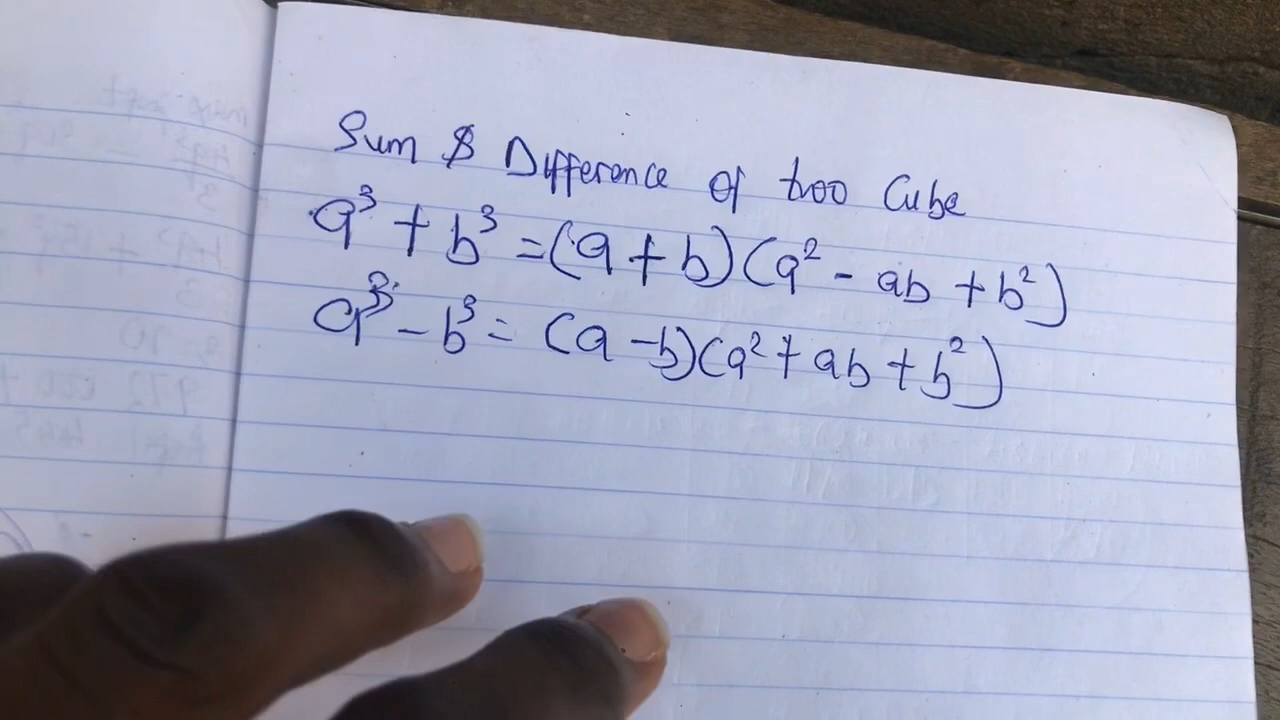 Sum & Difference of two Cube
a³ + b³ = (a + b)(a² - ab + b²)
a³ - b³ = (a - b)(a² + ab + b²)